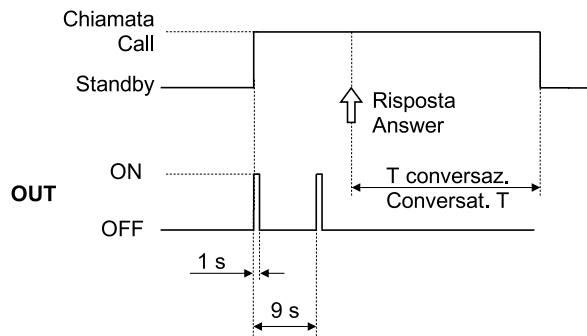 Chiamata
Call
Standby
Risposta
Answer
ON
T conversaz.
Conversat. T
OUT
OFF
1 s
9 s